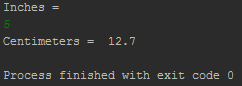 Inches =
5
Centimeters =  12.7
Process finished with exit code 0